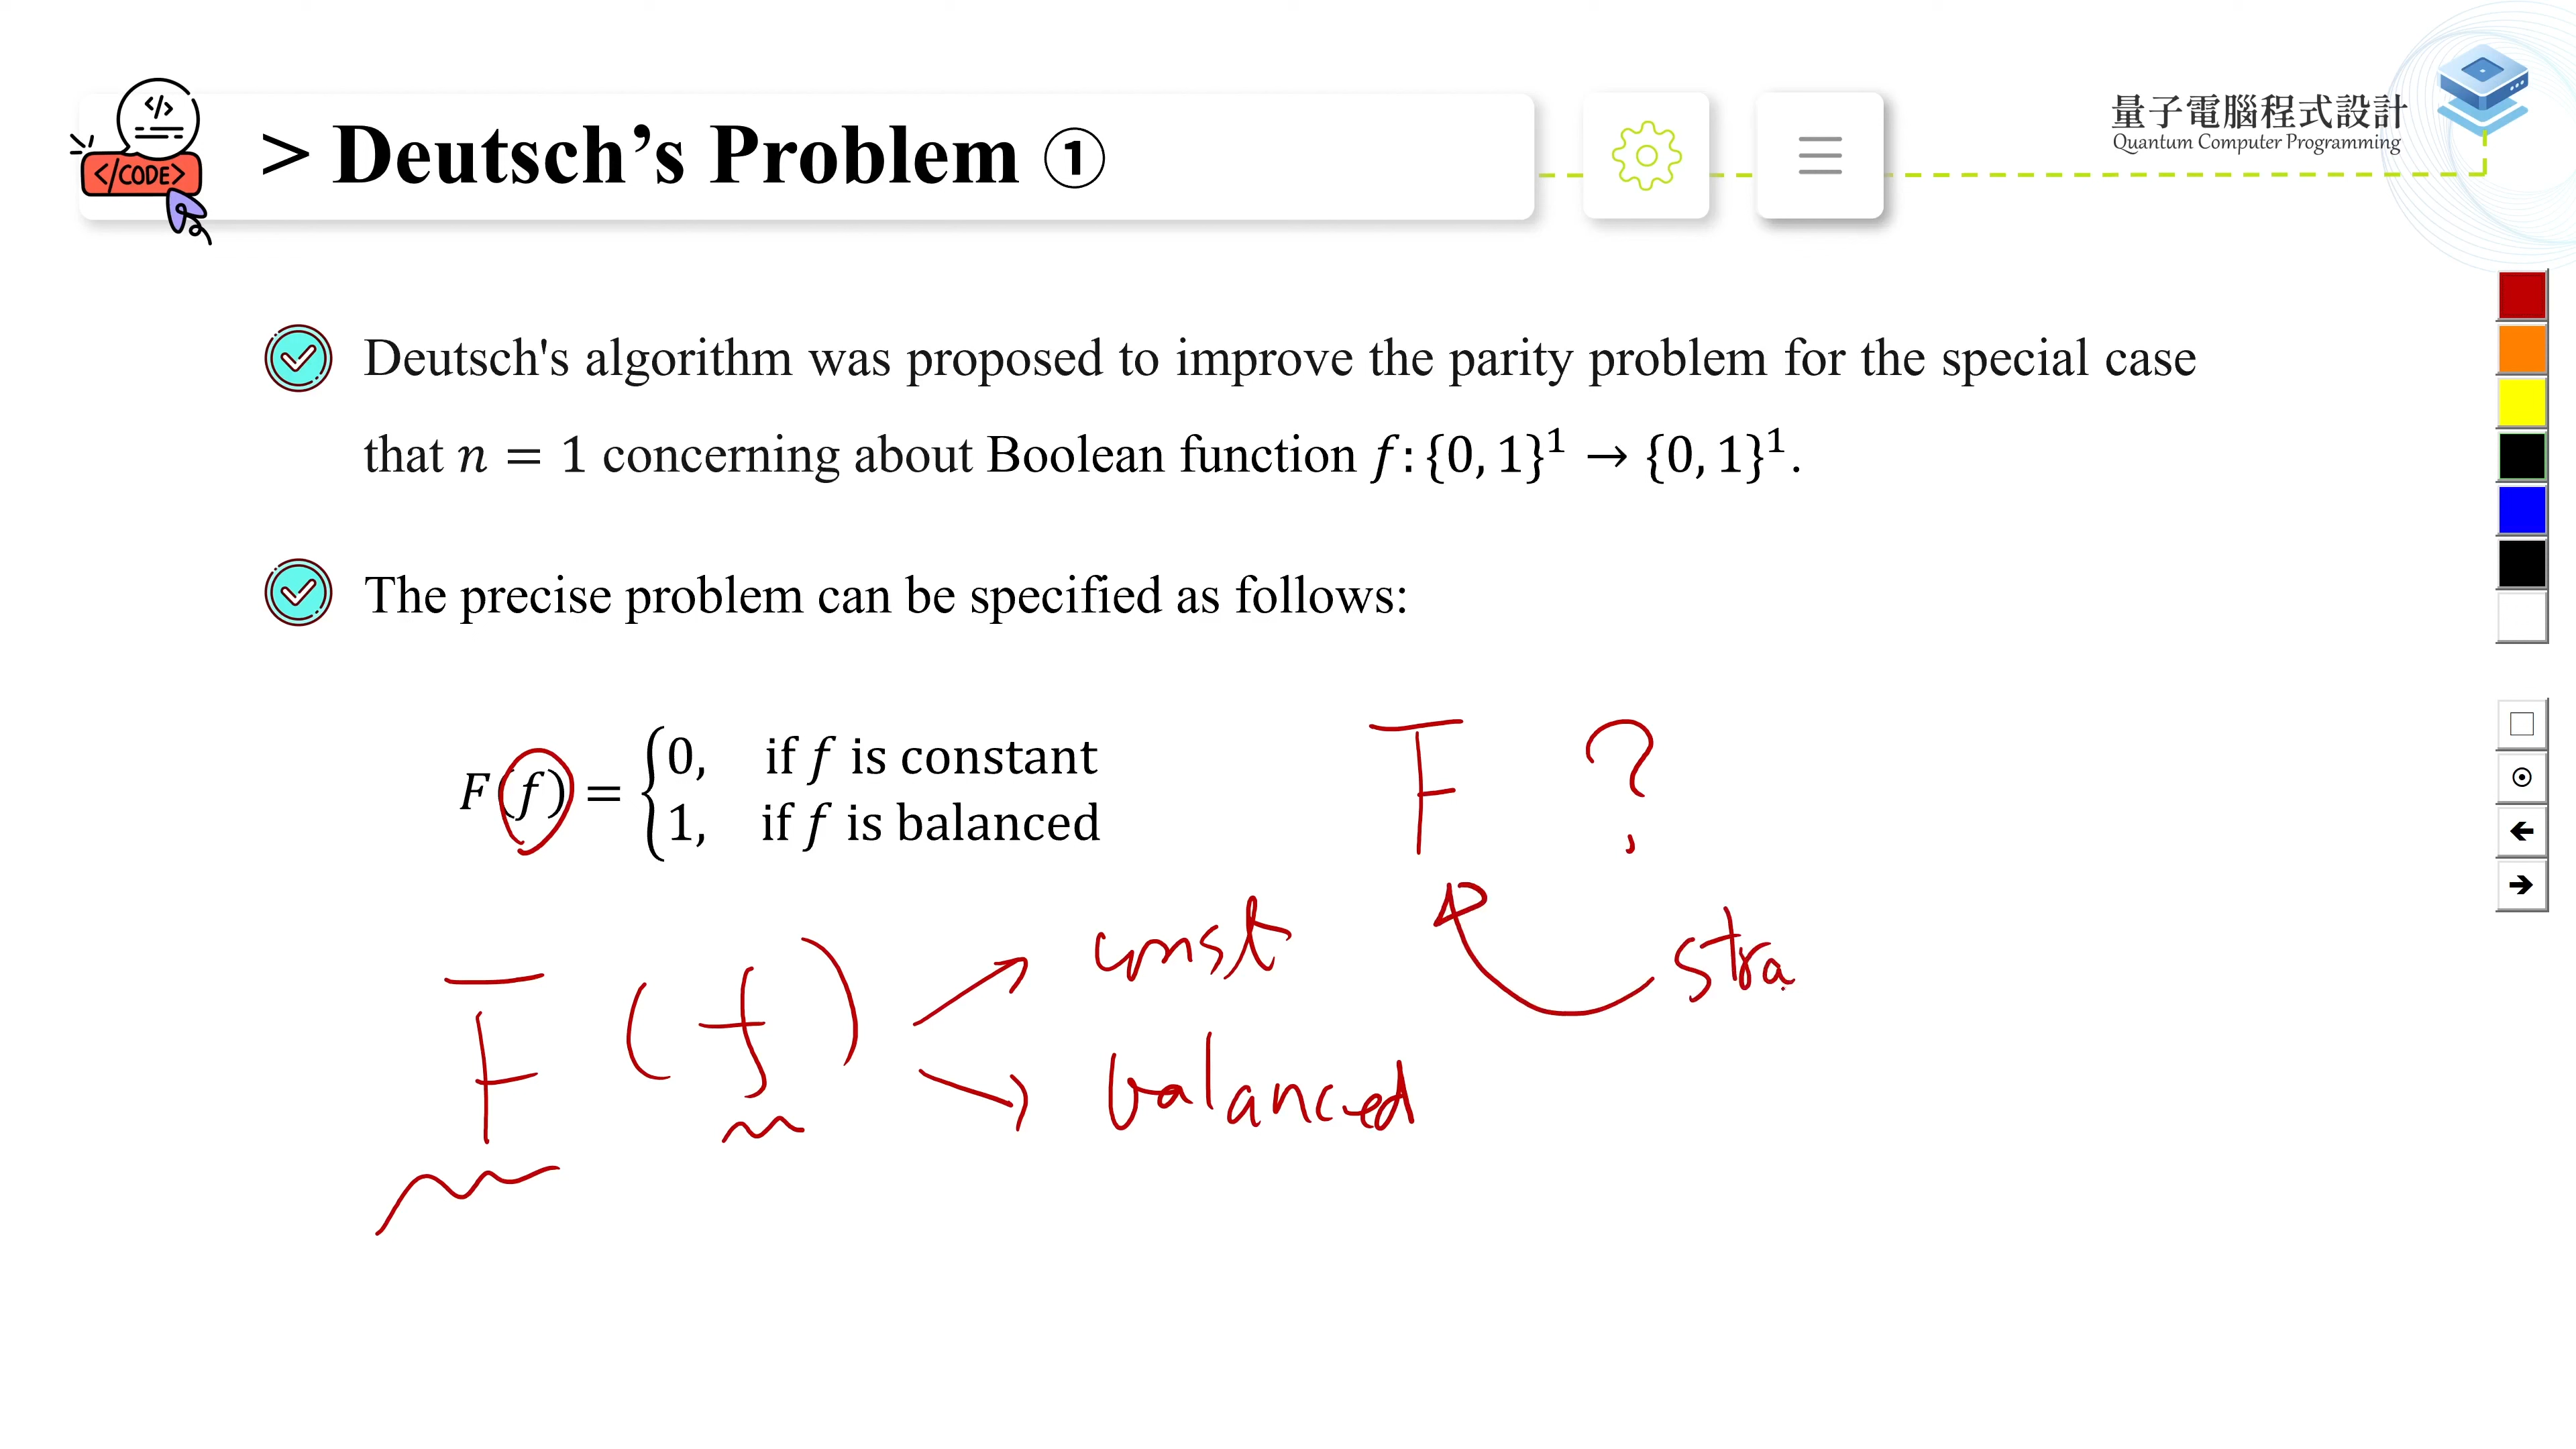 </>
</CODE>
> Deutsch’s Problem ①
量子電腦程式設計
Quantum Computer Programming
Deutsch's algorithm was proposed to improve the parity problem for the special case
that n = 1 concerning about Boolean function f: {0, 1}¹ → {0, 1}¹.
The precise problem can be specified as follows:
F(f) = {0, if f is constant
1, if f is balanced
F ?
F (f) → const
→ balanced
stra